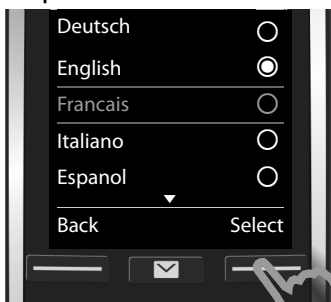 Deutsch
English
Francais
Italiano
Espanol
Back Select